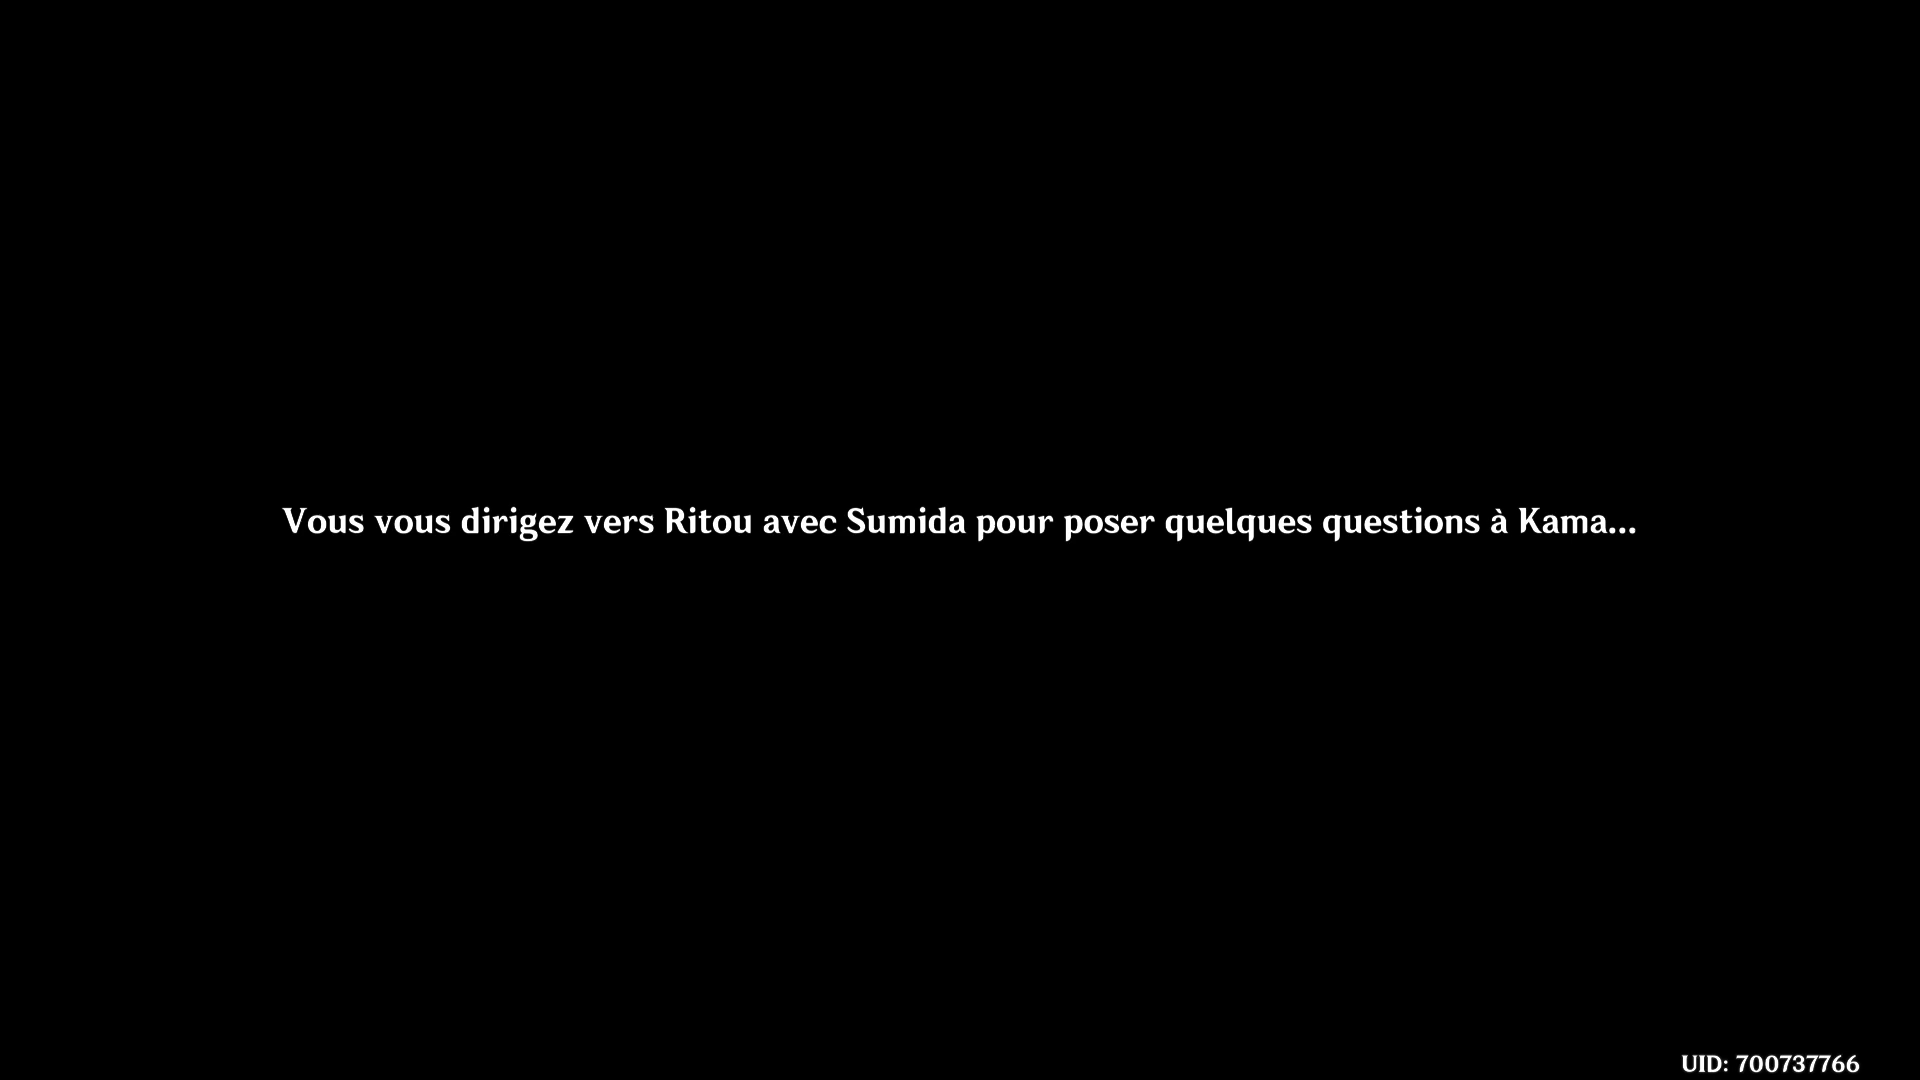 Vous vous dirigez vers Ritou avec Sumida pour poser quelques questions à Kama...
UID: 700737766